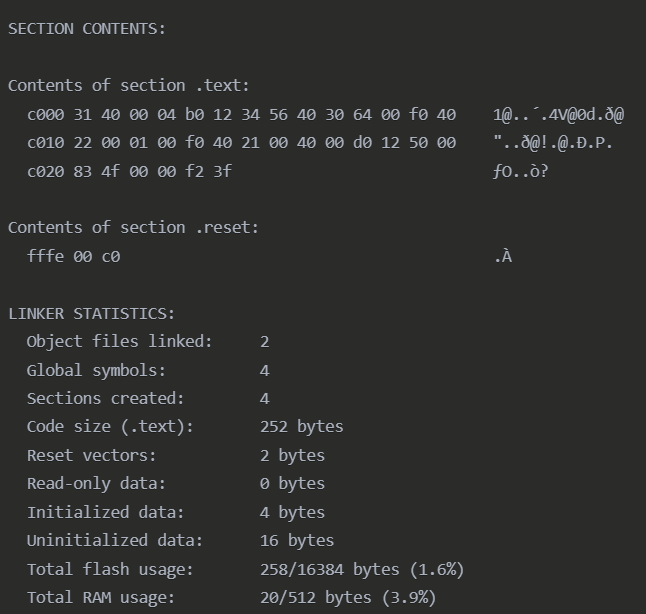 SECTION CONTENTS:
Contents of section .text:
c000 31 40 00 04 b0 12 34 56 40 30 64 00 f0 40 1@..´.4V@0d.ð@
c010 22 00 01 00 f0 40 21 00 40 00 d0 12 50 00 "..ð@!.@.Ð.P.
c020 83 4f 00 00 f2 3f ƒO..ò?
Contents of section .reset:
fffe 00 c0 .À
LINKER STATISTICS:
Object files linked: 2
Global symbols: 4
Sections created: 4
Code size (.text): 252 bytes
Reset vectors: 2 bytes
Read-only data: 0 bytes
Initialized data: 4 bytes
Uninitialized data: 16 bytes
Total flash usage: 258/16384 bytes (1.6%)
Total RAM usage: 20/512 bytes (3.9%)